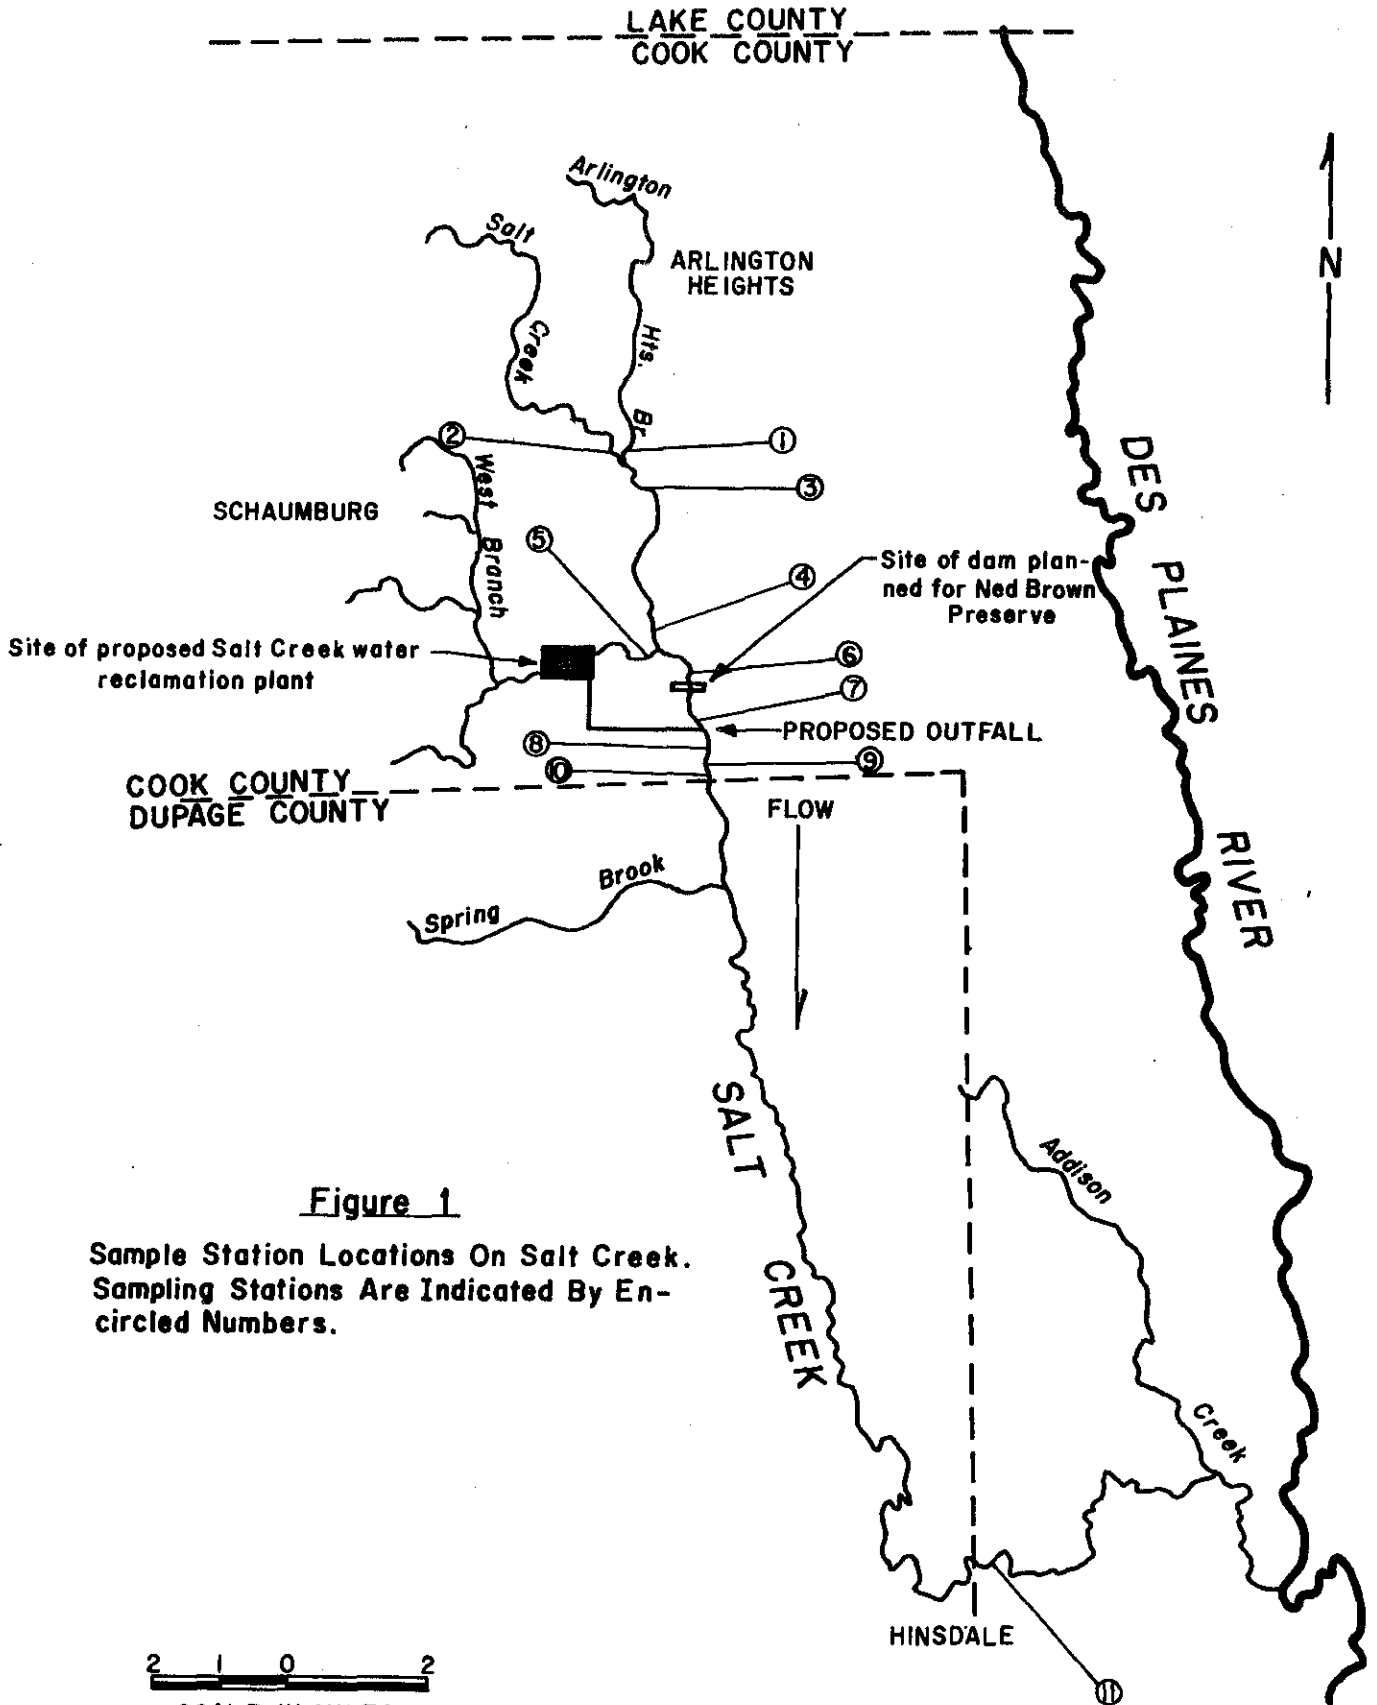 LAKE COUNTY
COOK COUNTY
Arlington
Salt
ARLINGTON
HEIGHTS
N
Hts.
Creek
Br.
2
1
DES
West
3
SCHAUMBURG
5
Branch
4
Site of dam plan-
ned for Ned Brown
Preserve
PLAINES
Site of proposed Salt Creek water
reclamation plant
6
7
PROPOSED OUTFALL
8
9
10
COOK COUNTY
DUPAGE COUNTY
FLOW
RIVER
Brook
Spring
SALT
Addison
Figure 1
Sample Station Locations On Salt Creek.
Sampling Stations Are Indicated By En-
circled Numbers.
CREEK
Creek
HINSDALE
2 1 0 2
11